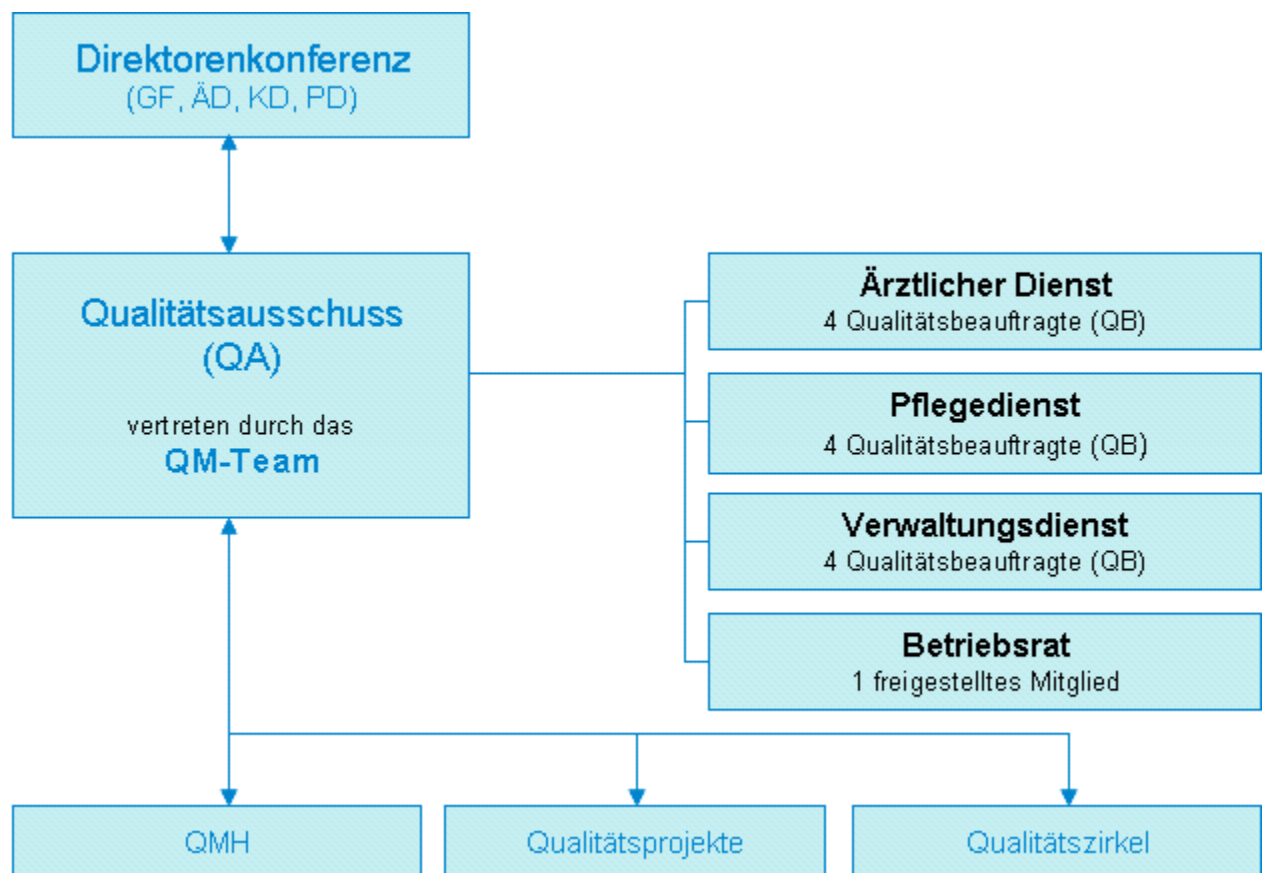 Direktorenkonferenz
(GF, ÄD, KD, PD)
Qualitätsausschuss
(QA)
vertreten durch das
QM-Team
Ärztlicher Dienst
4 Qualitätsbeauftragte (QB)
Pflegedienst
4 Qualitätsbeauftragte (QB)
Verwaltungsdienst
4 Qualitätsbeauftragte (QB)
Betriebsrat
1 freigestelltes Mitglied
QMH
Qualitätsprojekte
Qualitätszirkel